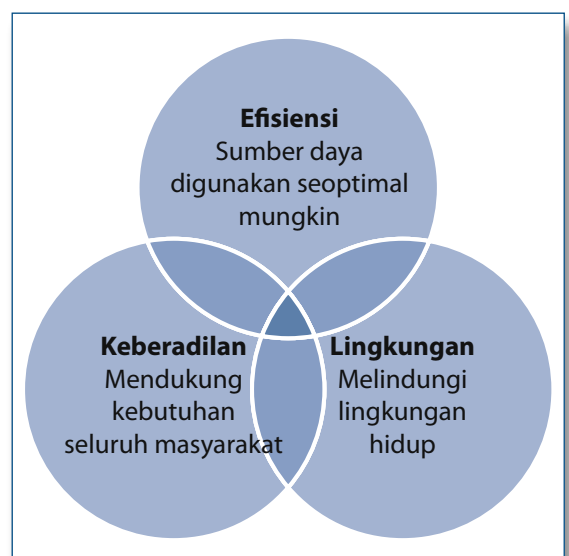 Efisiensi
Sumber daya
digunakan seoptimal
mungkin
Keberadilan
Mendukung
kebutuhan
seluruh masyarakat
Lingkungan
Melindungi
lingkungan
hidup